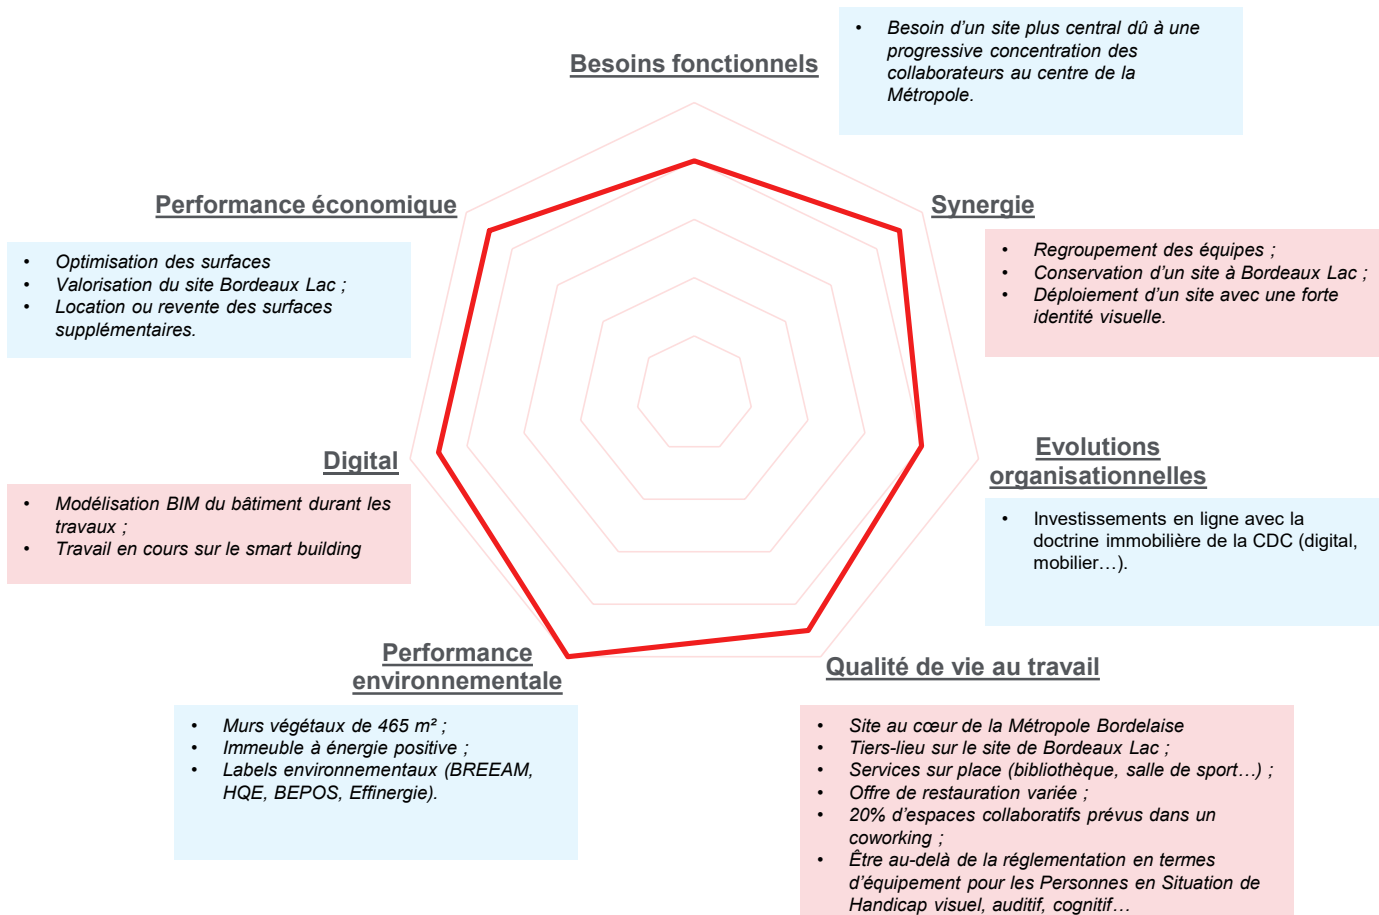 Besoins fonctionnels
• Besoin d'un site plus central dû à une
progressive concentration des
collaborateurs au centre de la
Métropole.
Synergie
• Regroupement des équipes ;
• Conservation d'un site à Bordeaux Lac ;
• Déploiement d'un site avec une forte
identité visuelle.
Evolutions
organisationnelles
• Investissements en ligne avec la
doctrine immobilière de la CDC (digital,
mobilier…).
Qualité de vie au travail
• Site au cœur de la Métropole Bordelaise
• Tiers-lieu sur le site de Bordeaux Lac ;
• Services sur place (bibliothèque, salle de sport…) ;
• Offre de restauration variée ;
• 20% d'espaces collaboratifs prévus dans un
coworking ;
• Être au-delà de la réglementation en termes
d'équipement pour les Personnes en Situation de
Handicap visuel, auditif, cognitif…
Performance
environnementale
• Murs végétaux de 465 m² ;
• Immeuble à énergie positive ;
• Labels environnementaux (BREEAM,
HQE, BEPOS, Effinergie).
Digital
• Modélisation BIM du bâtiment durant les
travaux ;
• Travail en cours sur le smart building
Performance économique
• Optimisation des surfaces
• Valorisation du site Bordeaux Lac ;
• Location ou revente des surfaces
supplémentaires.